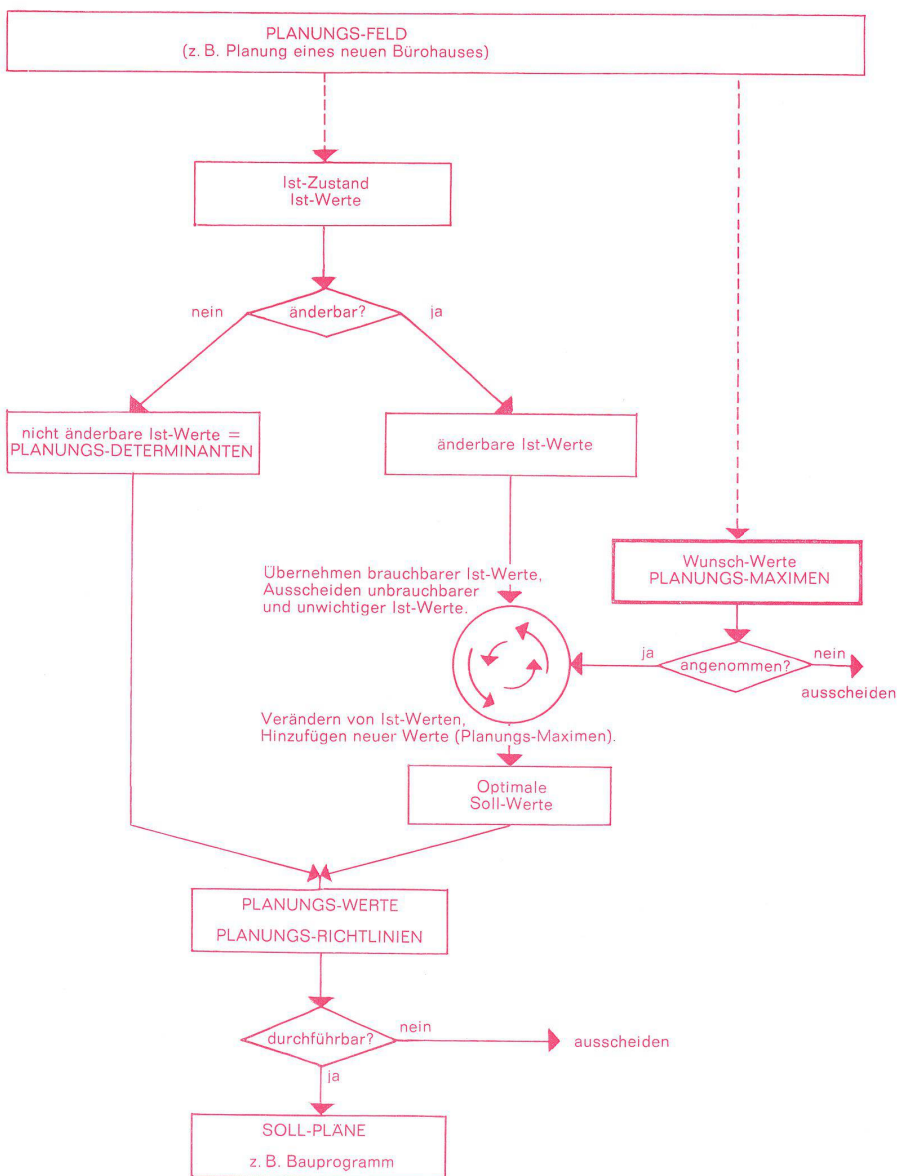 PLANUNGS-FELD
(z. B. Planung eines neuen Bürohauses)
Ist-Zustand
Ist-Werte
nein
änderbar?
ja
nicht änderbare Ist-Werte =
PLANUNGS-DETERMINANTEN
änderbare Ist-Werte
Übernehmen brauchbarer Ist-Werte,
Ausscheiden unbrauchbarer
und unwichtiger Ist-Werte.
Wunsch-Werte
PLANUNGS-MAXIMEN
ja
angenommen?
nein
ausscheiden
Verändern von Ist-Werten,
Hinzufügen neuer Werte (Planungs-Maximen).
Optimale
Soll-Werte
PLANUNGS-WERTE
PLANUNGS-RICHTLINIEN
durchführbar?
nein
ausscheiden
ja
SOLL-PLÄNE
z. B. Bauprogramm